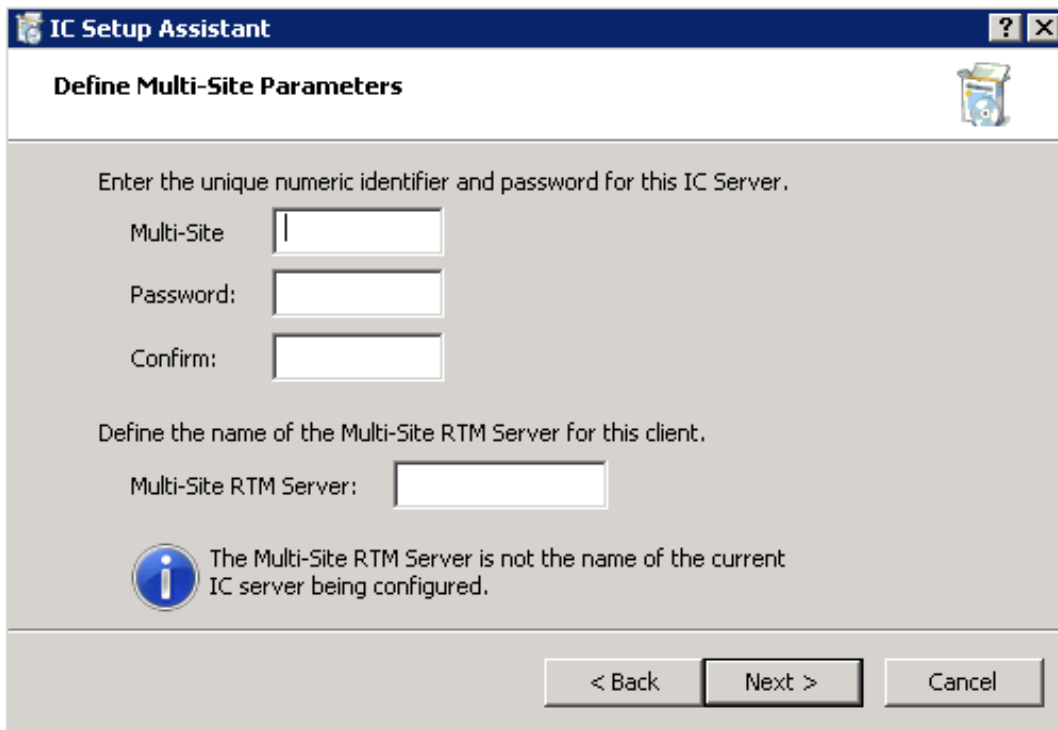 IC Setup Assistant
Define Multi-Site Parameters
Enter the unique numeric identifier and password for this IC Server.
Multi-Site
Password:
Confirm:
Define the name of the Multi-Site RTM Server for this client.
Multi-Site RTM Server:
The Multi-Site RTM Server is not the name of the current
IC server being configured.
< Back Next > Cancel